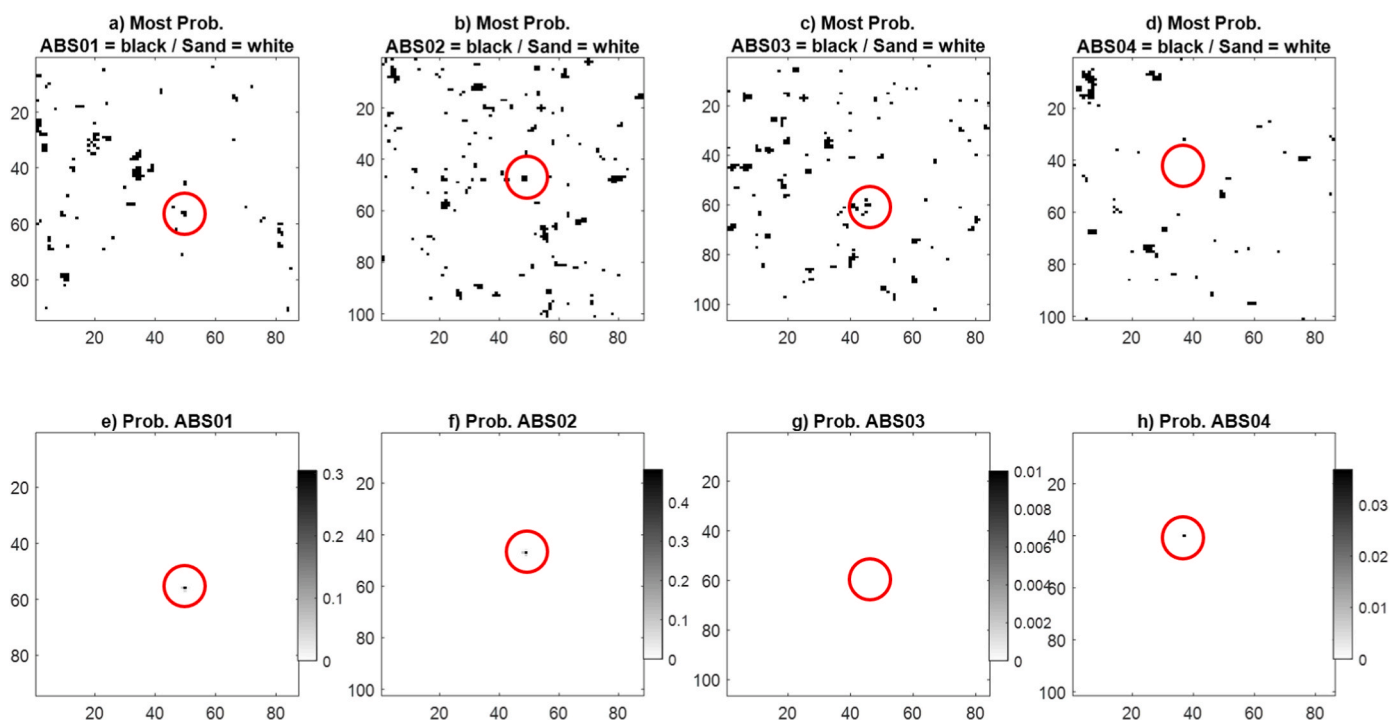 a) Most Prob.
ABS01 = black / Sand = white
b) Most Prob.
ABS02 = black / Sand = white
c) Most Prob.
ABS03 = black / Sand = white
d) Most Prob.
ABS04 = black / Sand = white
20
40
60
80
20 40 60 80
20
40
60
80
100
20 40 60 80
20
40
60
80
100
20 40 60 80
20
40
60
80
100
20 40 60 80
e) Prob. ABS01
20
40
60
80
20 40 60 80
0.3
0.2
0.1
0
f) Prob. ABS02
20
40
60
80
100
20 40 60 80
0.4
0.3
0.2
0.1
0
g) Prob. ABS03
20
40
60
80
100
20 40 60 80
0.01
0.008
0.006
0.004
0.002
0
h) Prob. ABS04
20
40
60
80
100
20 40 60 80
0.03
0.02
0.01
0